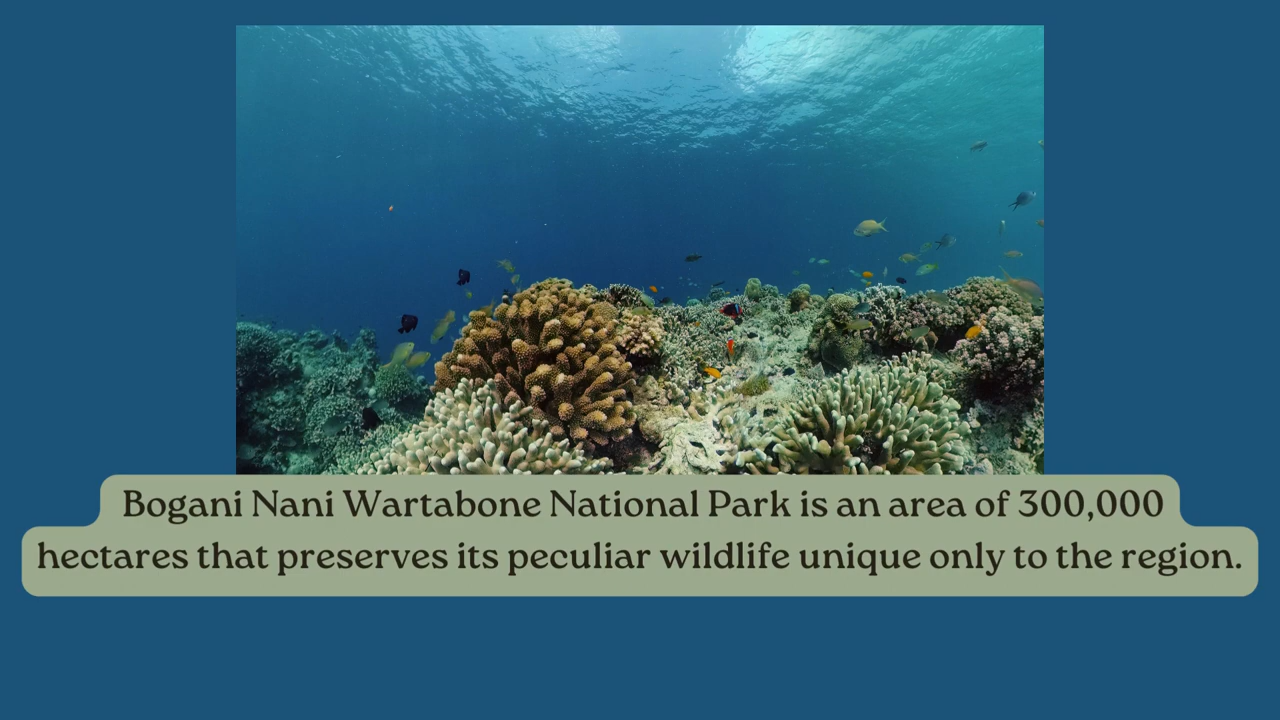 Bogani Nani Wartabone National Park is an area of 300,000
hectares that preserves its peculiar wildlife unique only to the region.